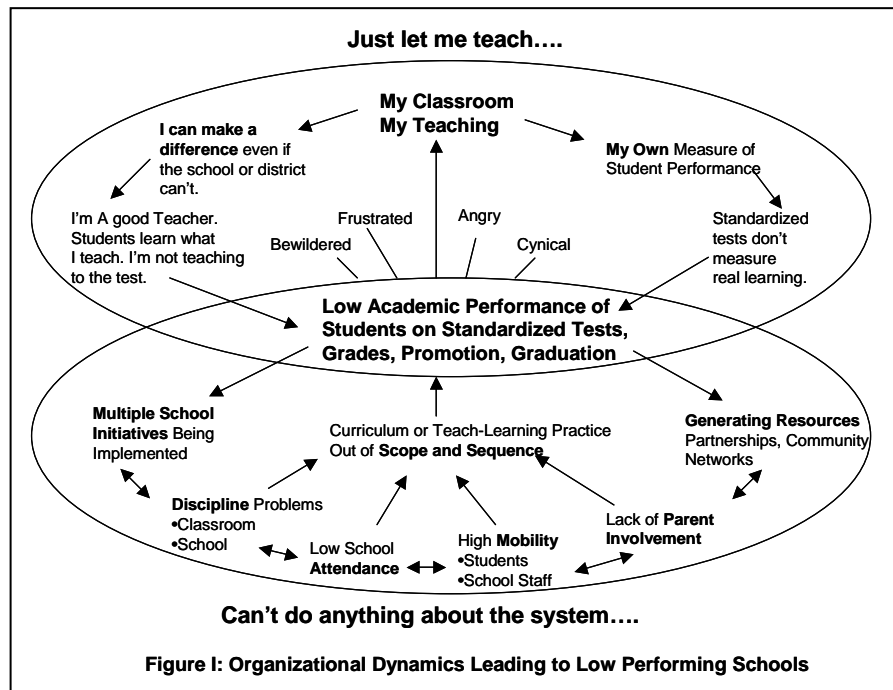 Just let me teach….
My Classroom
My Teaching
I can make a
difference even if
the school or district
can't.
My Own Measure of
Student Performance
I'm A good Teacher.
Students learn what
I teach. I'm not teaching
to the test.
Bewildered
Frustrated
Angry
Cynical
Standardized
tests don't
measure
real learning.
Low Academic Performance of
Students on Standardized Tests,
Grades, Promotion, Graduation
Multiple School
Initiatives Being
Implemented
Curriculum or Teach-Learning Practice
Out of Scope and Sequence
Generating Resources
Partnerships, Community
Networks
Discipline Problems
•Classroom
•School
Low School
Attendance
High Mobility
•Students
•School Staff
Lack of Parent
Involvement
Can't do anything about the system….
Figure I: Organizational Dynamics Leading to Low Performing Schools